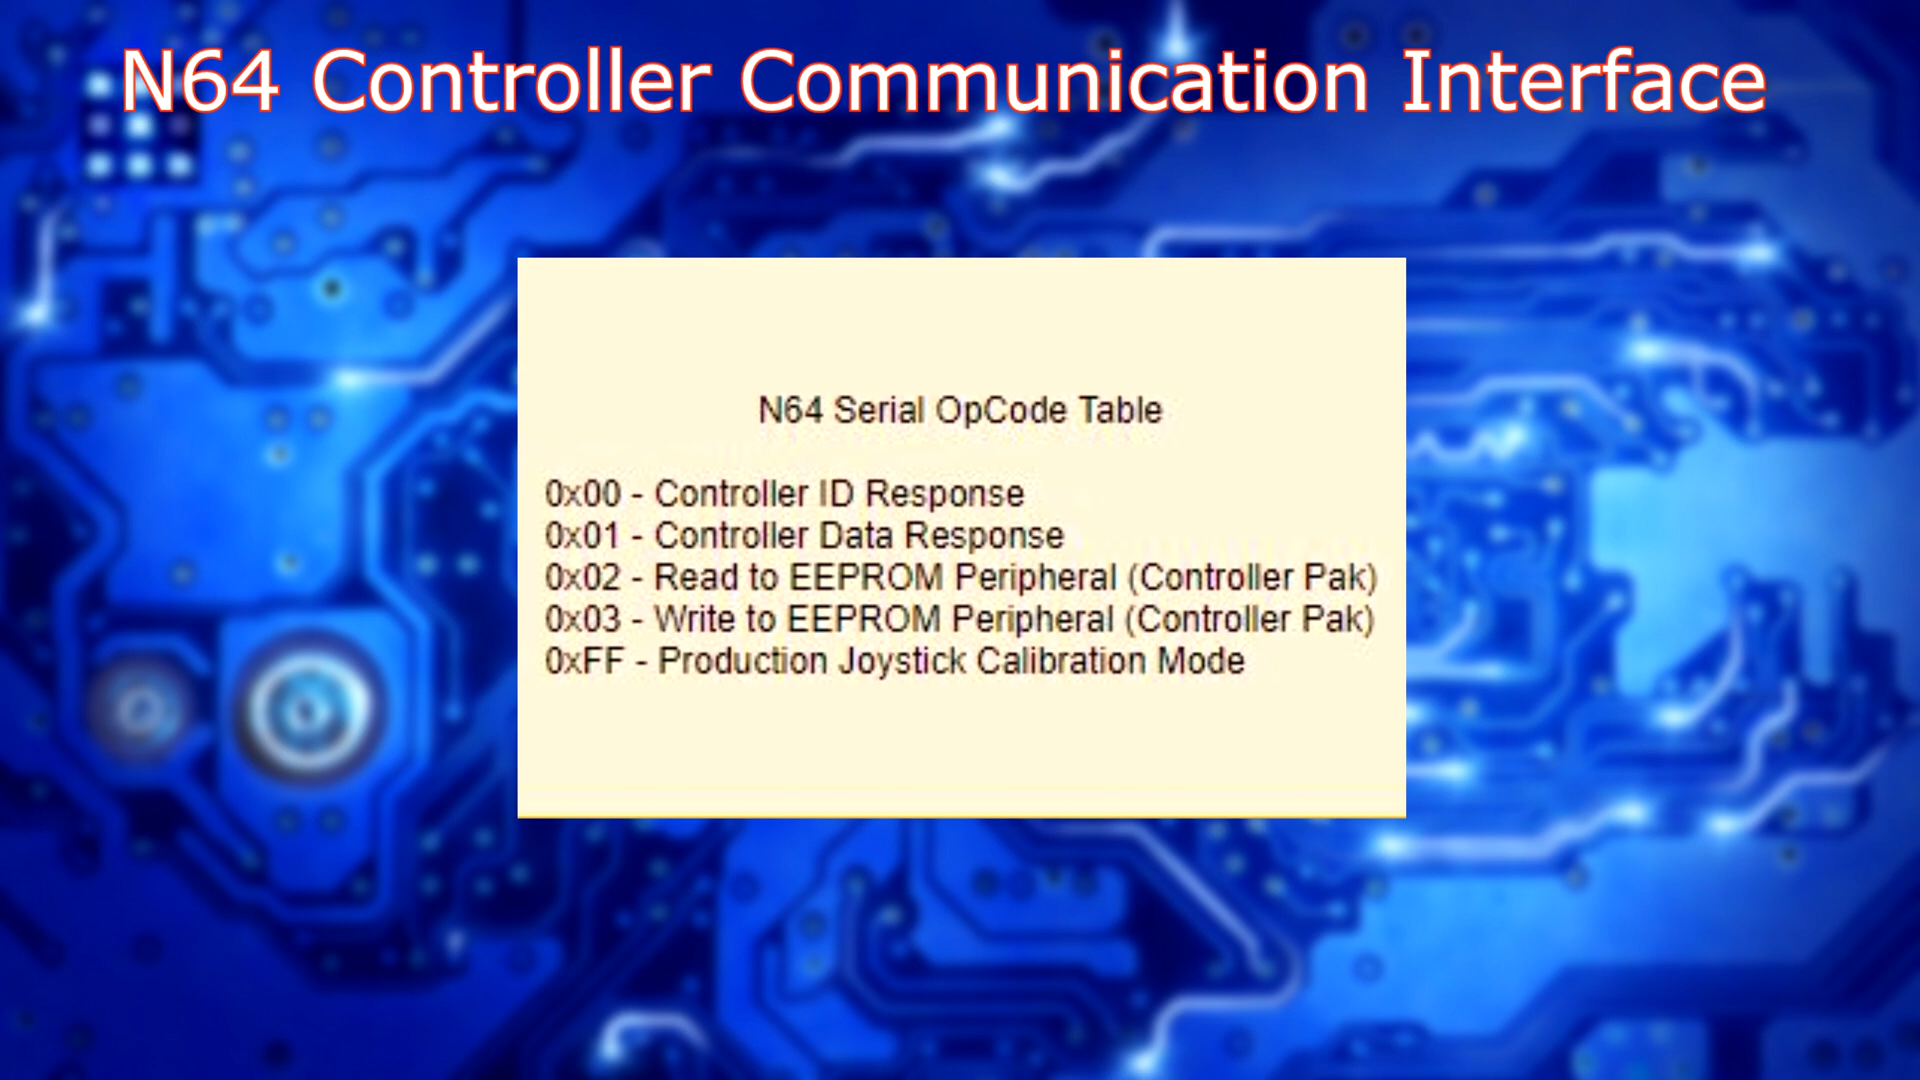 N64 Controller Communication Interface
N64 Serial OpCode Table
0x00 - Controller ID Response
0x01 - Controller Data Response
0x02 - Read to EEPROM Peripheral (Controller Pak)
0x03 - Write to EEPROM Peripheral (Controller Pak)
0xFF - Production Joystick Calibration Mode